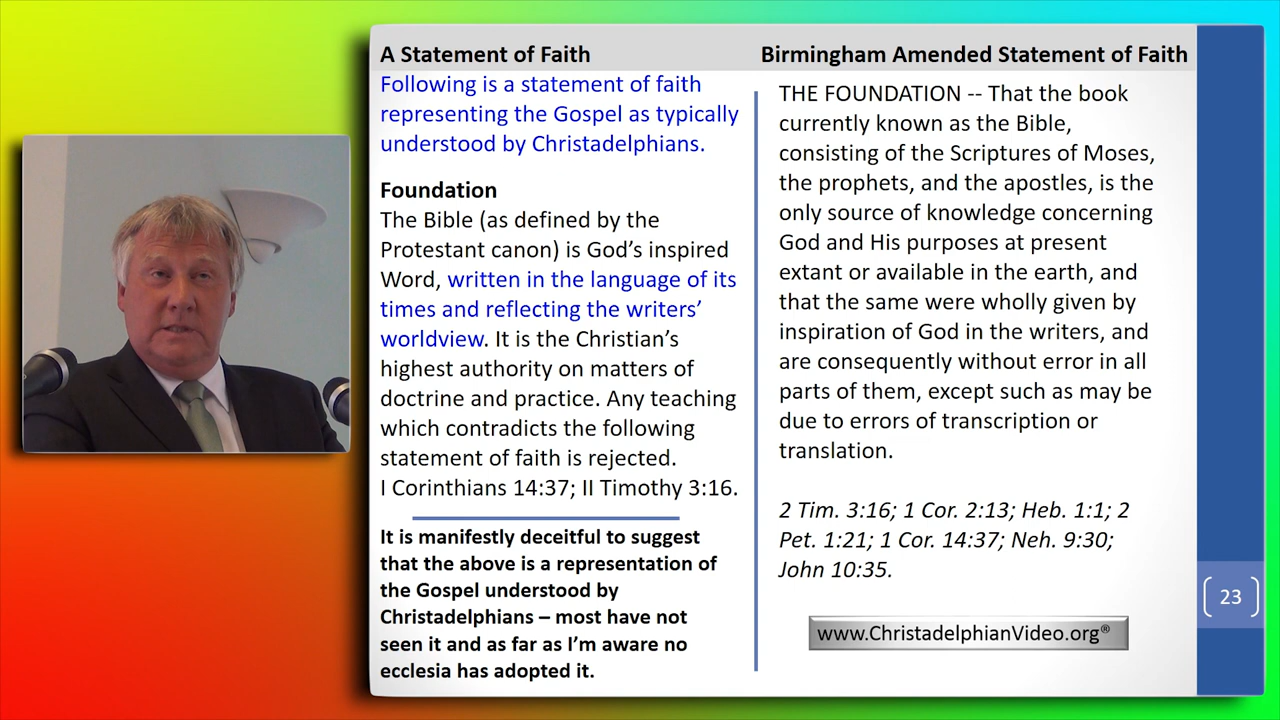 A Statement of Faith
Following is a statement of faith
representing the Gospel as typically
understood by Christadelphians.
Foundation
The Bible (as defined by the
Protestant canon) is God’s inspired
Word, written in the language of its
times and reflecting the writers’
worldview. It is the Christian’s
highest authority on matters of
doctrine and practice. Any teaching
which contradicts the following
statement of faith is rejected.
I Corinthians 14:37; II Timothy 3:16.
It is manifestly deceitful to suggest
that the above is a representation of
the Gospel understood by
Christadelphians – most have not
seen it and as far as I’m aware no
ecclesia has adopted it.
Birmingham Amended Statement of Faith
THE FOUNDATION -- That the book
currently known as the Bible,
consisting of the Scriptures of Moses,
the prophets, and the apostles, is the
only source of knowledge concerning
God and His purposes at present
extant or available in the earth, and
that the same were wholly given by
inspiration of God in the writers, and
are consequently without error in all
parts of them, except such as may be
due to errors of transcription or
translation.
2 Tim. 3:16; 1 Cor. 2:13; Heb. 1:1; 2
Pet. 1:21; 1 Cor. 14:37; Neh. 9:30;
John 10:35.
www.ChristadelphianVideo.org®
23